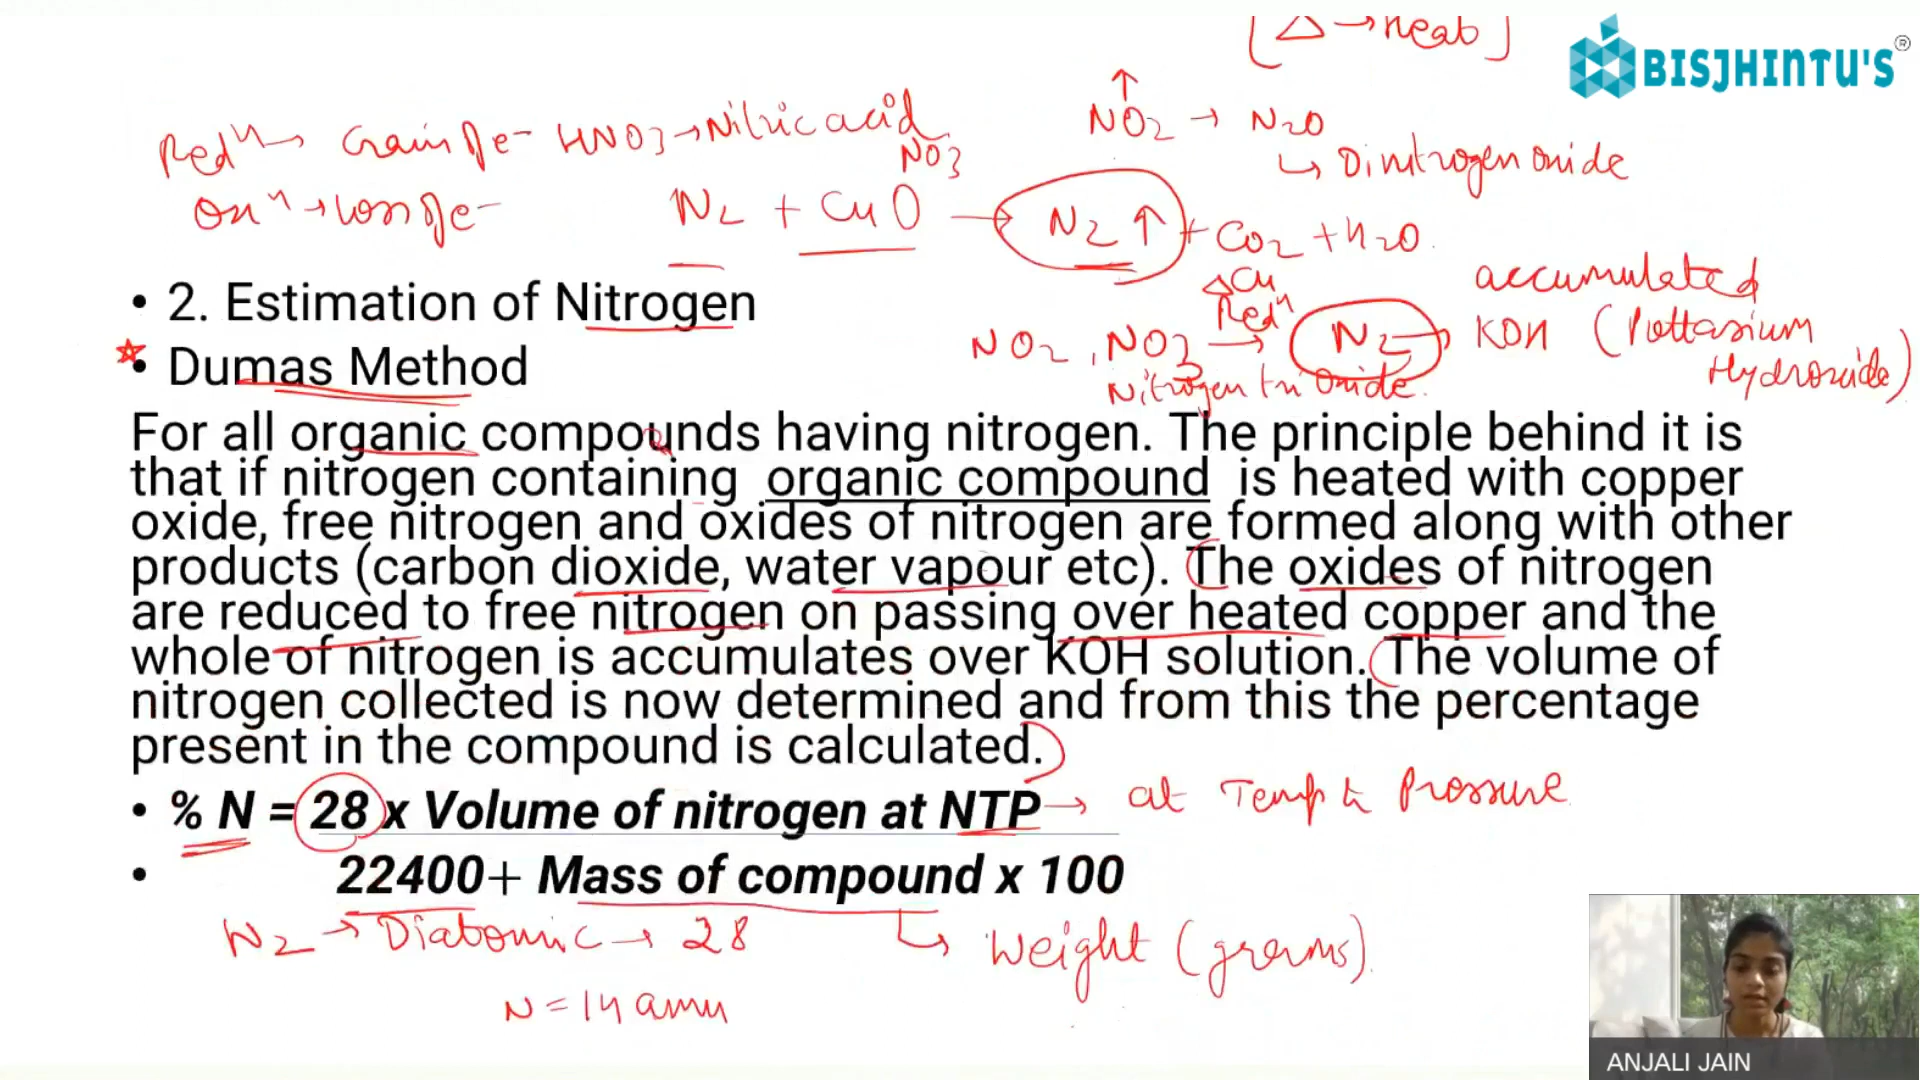 [△ → Heat]
BISJHINTU'S®
Redⁿ → Gain of e⁻ HNO3 → Nitric acid
NO3
NO2 → N2O
↳ Dinitrogen oxide
Oxⁿ → Loss of e⁻
N2 + CuO → N2↑ + CO2 + H2O
• 2. Estimation of Nitrogen
△ Cu
Redⁿ
NO2, NO3 → N2 → KOH (Pottasium Hydroxide)
accumulated
Nitrogen tri Oxide.
• Dumas Method
For all organic compounds having nitrogen. The principle behind it is
that if nitrogen containing organic compound is heated with copper
oxide, free nitrogen and oxides of nitrogen are formed along with other
products (carbon dioxide, water vapour etc). The oxides of nitrogen
are reduced to free nitrogen on passing over heated copper and the
whole of nitrogen is accumulates over KOH solution. The volume of
nitrogen collected is now determined and from this the percentage
present in the compound is calculated.
• % N = 28 x Volume of nitrogen at NTP → at Temp & Pressure
• 22400+ Mass of compound x 100
N2 → Diatomic → 28
↳ Weight (grams).
N = 14 amu
ANJALI JAIN